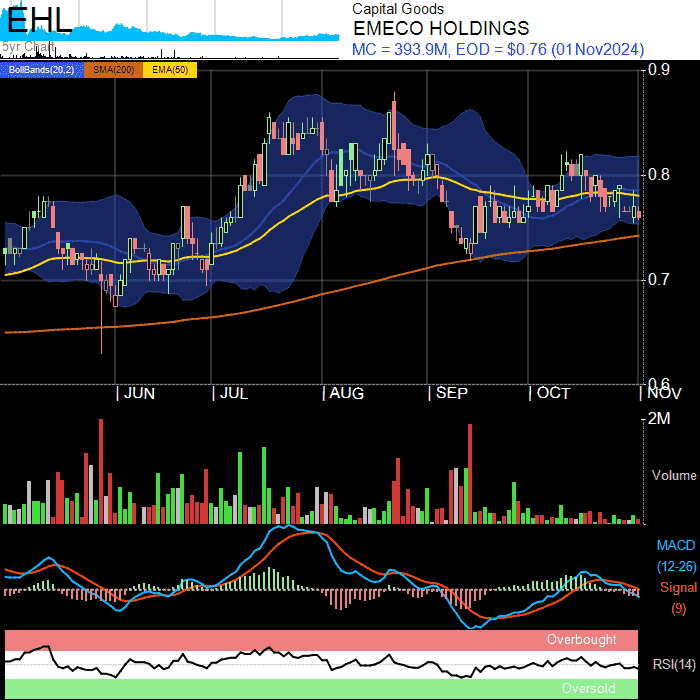 EHL
5yr Chart
Capital Goods
EMECO HOLDINGS
MC = 393.9M, EOD = $0.76 (01Nov2024)
BollBands(20,2) SMA(200) EMA(50)
0.9
0.8
0.7
0.6
| JUN | JUL | AUG | SEP | OCT | NOV
2M
Volume
MACD
(12-26)
Signal
(9)
Overbought
RSI(14)
Oversold